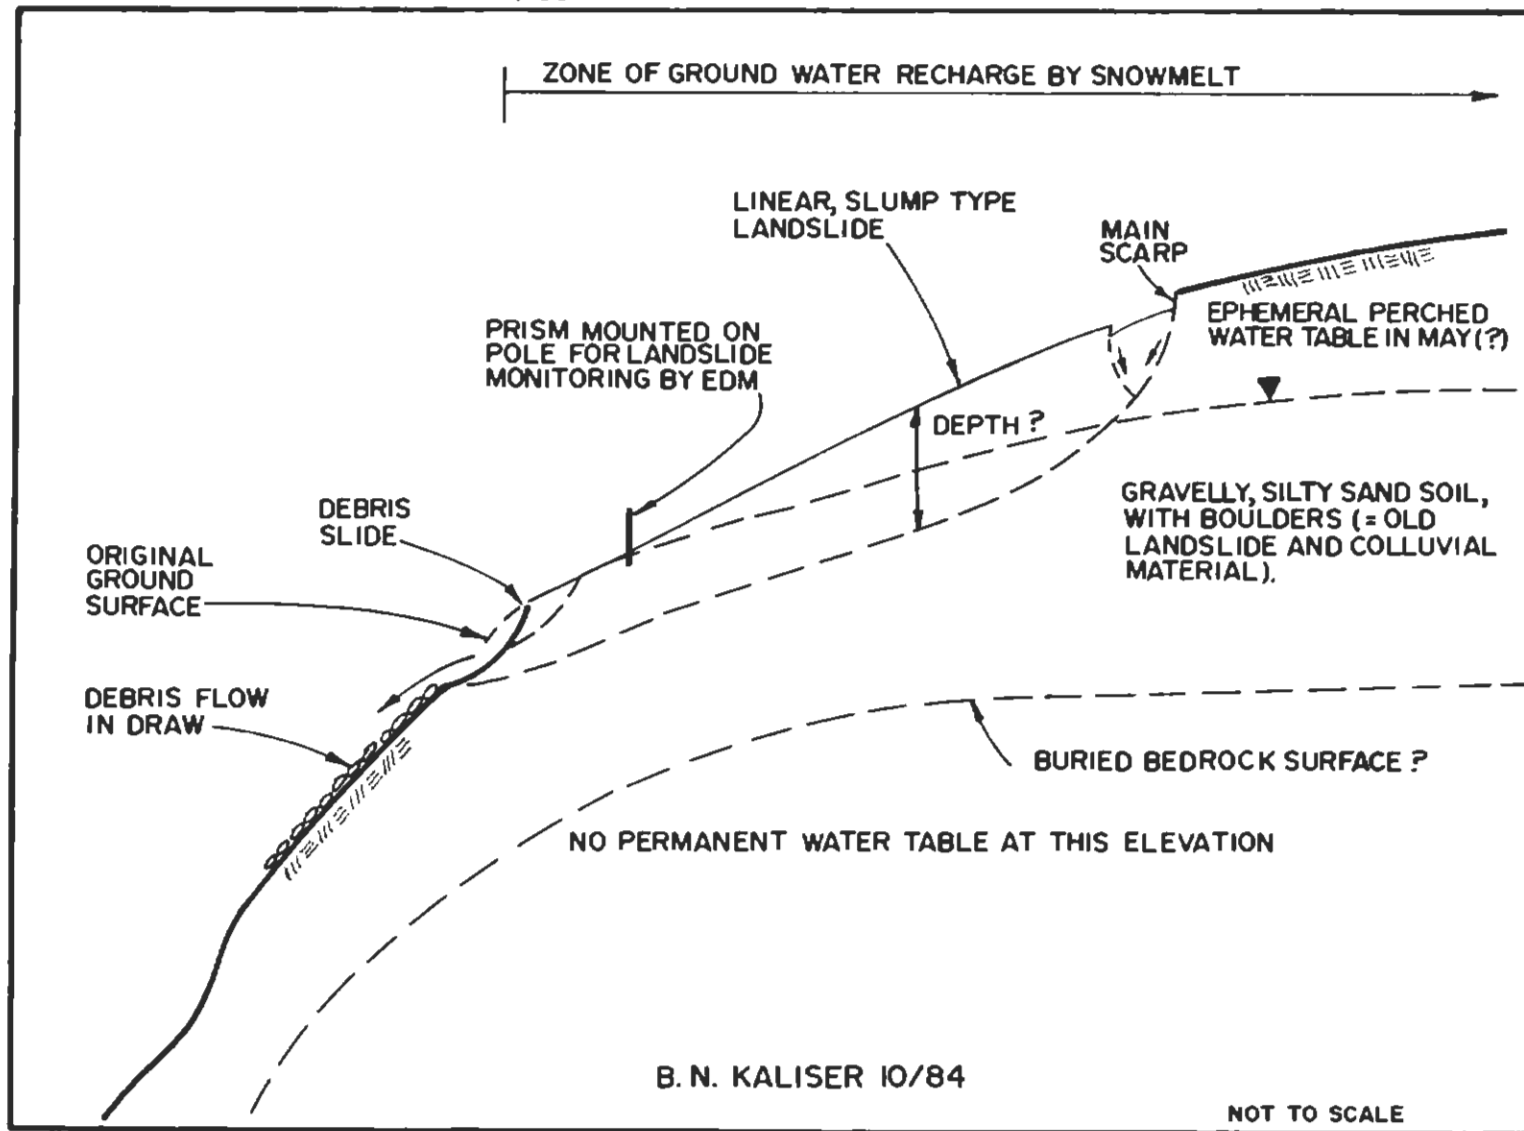 ZONE OF GROUND WATER RECHARGE BY SNOWMELT
LINEAR, SLUMP TYPE
LANDSLIDE
MAIN
SCARP
EPHEMERAL PERCHED
WATER TABLE IN MAY (?)
PRISM MOUNTED ON
POLE FOR LANDSLIDE
MONITORING BY EDM
DEPTH ?
GRAVELLY, SILTY SAND SOIL,
WITH BOULDERS (= OLD
LANDSLIDE AND COLLUVIAL
MATERIAL).
DEBRIS
SLIDE
ORIGINAL
GROUND
SURFACE
DEBRIS FLOW
IN DRAW
BURIED BEDROCK SURFACE ?
NO PERMANENT WATER TABLE AT THIS ELEVATION
B. N. KALISER 10/84
NOT TO SCALE